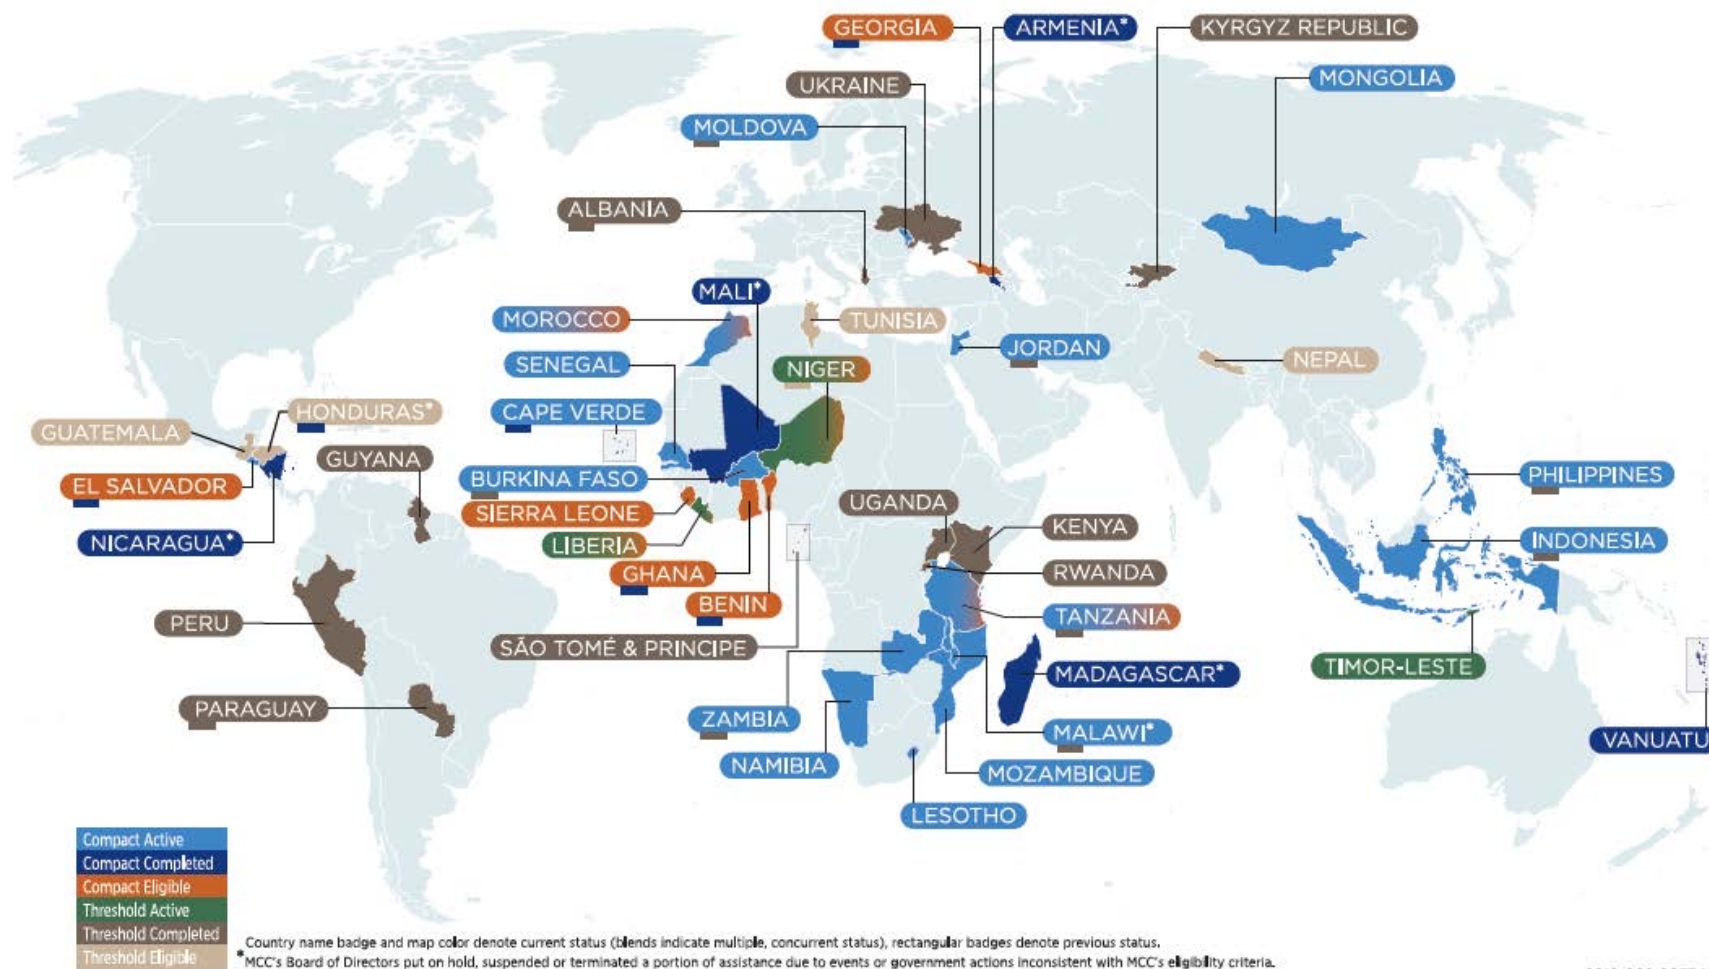 GEORGIA
ARMENIA*
KYRGYZ REPUBLIC
UKRAINE
MONGOLIA
MOLDOVA
ALBANIA
MALI*
MOROCCO
TUNISIA
JORDAN
SENEGAL
NIGER
NEPAL
CAPE VERDE
HONDURAS*
GUATEMALA
GUYANA
BURKINA FASO
PHILIPPINES
EL SALVADOR
UGANDA
SIERRA LEONE
KENYA
NICARAGUA*
LIBERIA
INDONESIA
GHANA
RWANDA
BENIN
TANZANIA
PERU
SÃO TOMÉ & PRINCIPE
TIMOR-LESTE
MADAGASCAR*
PARAGUAY
ZAMBIA
MALAWI*
VANUATU
NAMIBIA
MOZAMBIQUE
LESOTHO
Compact Active
Compact Completed
Compact Eligible
Threshold Active
Threshold Completed
Threshold Eligible
Country name badge and map color denote current status (blends indicate multiple, concurrent status), rectangular badges denote previous status.
*MCC's Board of Directors put on hold, suspended or terminated a portion of assistance due to events or government actions inconsistent with MCC's eligibility criteria.